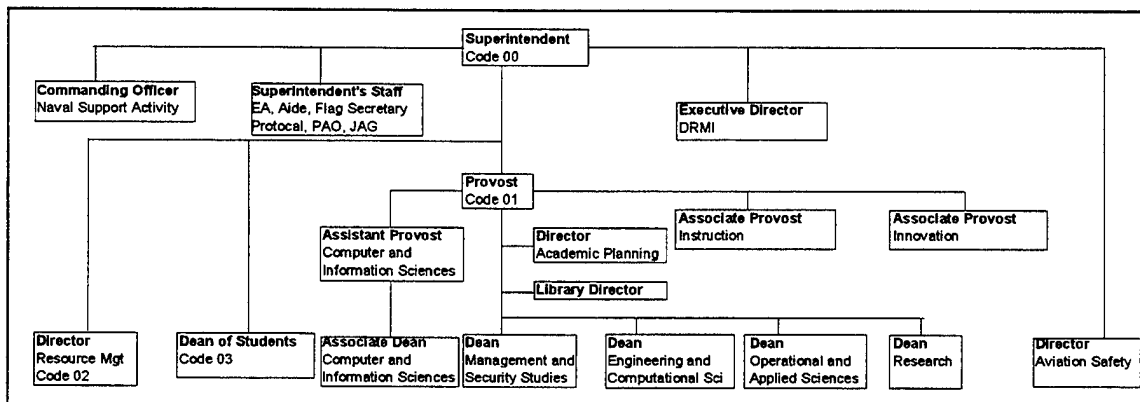 Superintendent
Code 00
Commanding Officer
Naval Support Activity
Superintendent's Staff
EA, Aide, Flag Secretary
Protocal, PAO, JAG
Executive Director
DRMI
Provost
Code 01
Associate Provost
Instruction
Associate Provost
Innovation
Assistant Provost
Computer and
Information Sciences
Director
Academic Planning
Library Director
Director
Resource Mgt
Code 02
Dean of Students
Code 03
Associate Dean
Computer and
Information Sciences
Dean
Management and
Security Studies
Dean
Engineering and
Computational Sci
Dean
Operational and
Applied Sciences
Dean
Research
Director
Aviation Safety